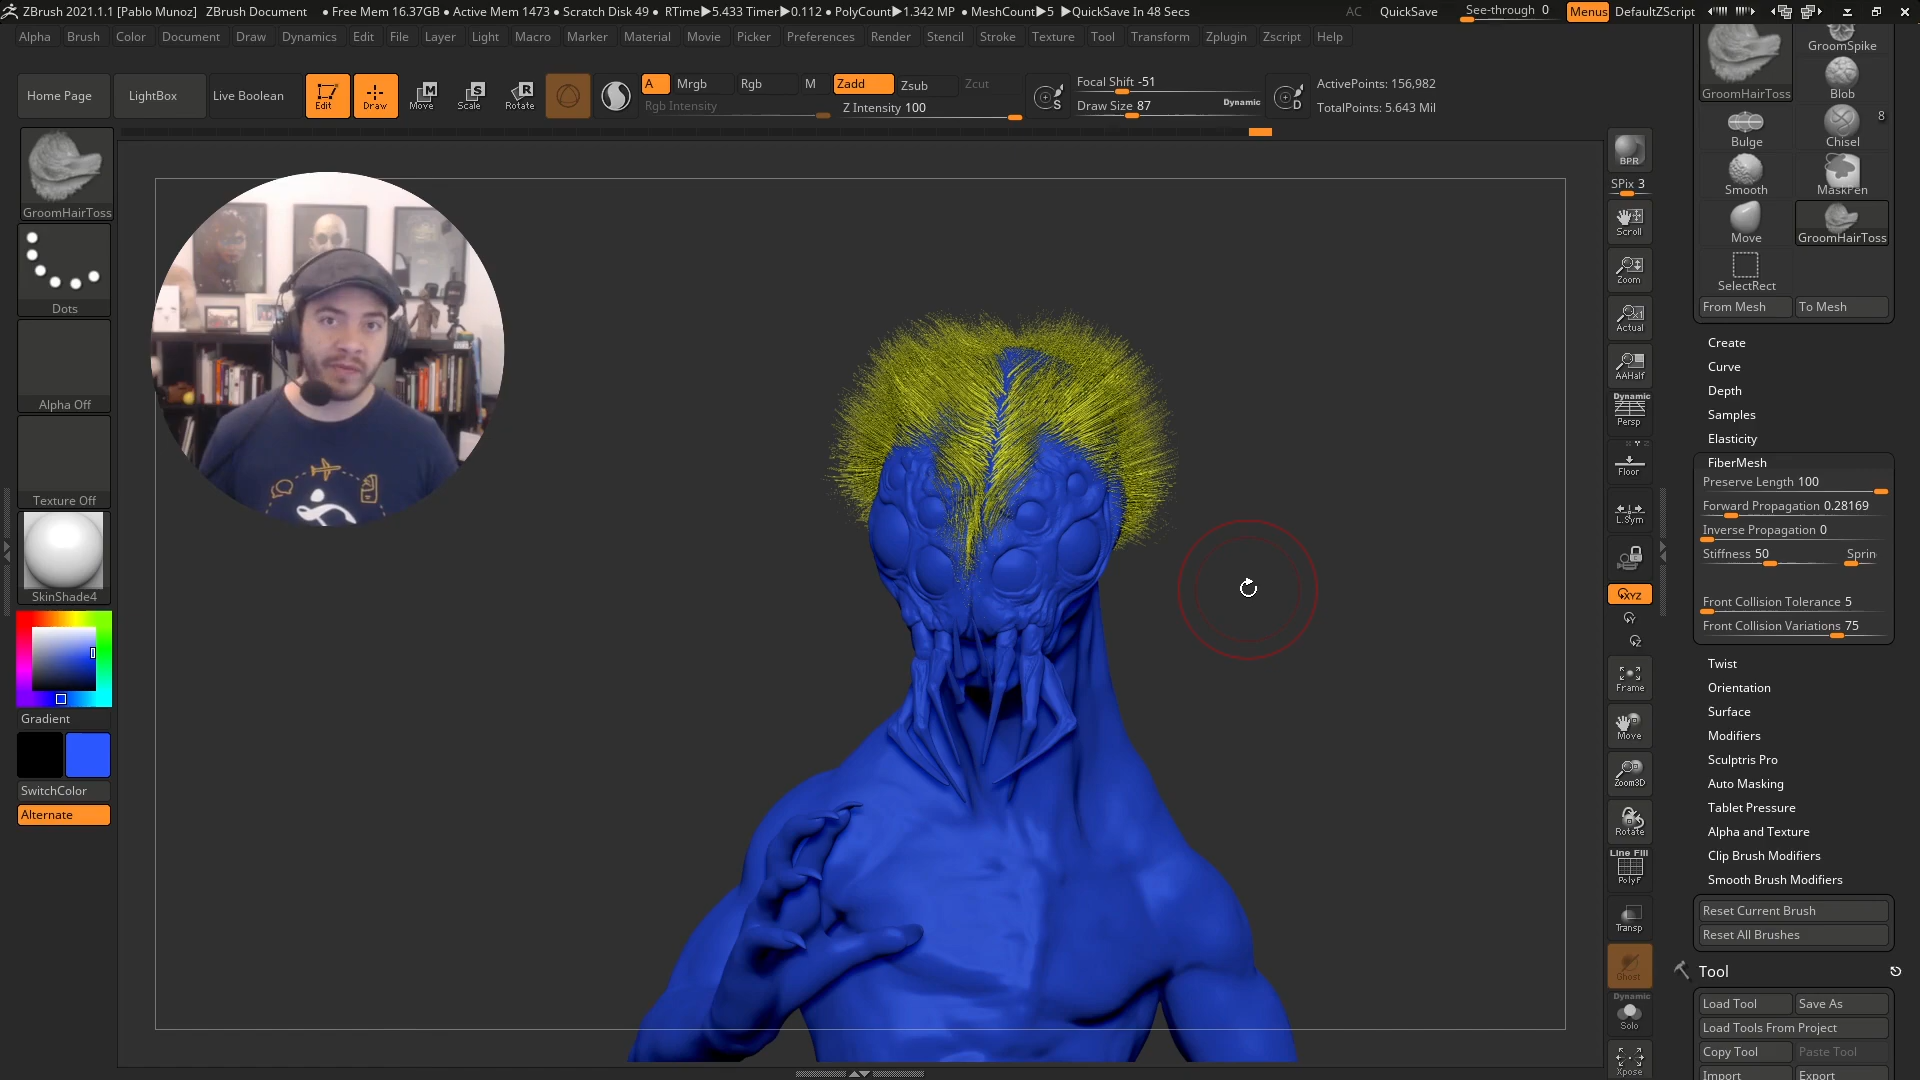 ZBrush 2021.1.1 [Pablo Munoz]   ZBrush Document   • Free Mem 16.37GB • Active Mem 1473 • Scratch Disk 49 •  RTime▶5.433 Timer▶0.112  • PolyCount▶1.342 MP  • MeshCount▶5  ▶QuickSave In 48 Secs   AC   QuickSave   See-through 0   Menus   DefaultZScript
Alpha   Brush   Color   Document   Draw   Dynamics   Edit   File   Layer   Light   Macro   Marker   Material   Movie   Picker   Preferences   Render   Stencil   Stroke   Texture   Tool   Transform   Zplugin   Zscript   Help
Home Page   LightBox   Live Boolean   Edit   Draw   Move   Scale   Rotate
A   Mrgb   Rgb   M   Zadd   Zsub   Zcut
Rgb Intensity   Z Intensity 100
Focal Shift -51
Draw Size 87   Dynamic
ActivePoints: 156,982
TotalPoints: 5.643 Mil
GroomHairToss
Dots
Alpha Off
Texture Off
SkinShade4
Gradient
SwitchColor
Alternate
BPR
SPix 3
Scroll
Zoom
Actual
AAHalf
Dynamic
Persp
Floor
L.Sym
XYZ
Frame
Move
Zoom3D
Rotate
Line Fill
PolyF
Transp
Ghost
Dynamic
Solo
Xpose
GroomHairToss   GroomSpike
Blob
Bulge   8   Chisel
Smooth   MaskPen
Move   GroomHairToss
SelectRect
From Mesh   To Mesh
Create
Curve
Depth
Samples
Elasticity
FiberMesh
Preserve Length 100
Forward Propagation 0.28169
Inverse Propagation 0
Stiffness 50   Sprin
Front Collision Tolerance 5
Front Collision Variations 75
Twist
Orientation
Surface
Modifiers
Sculptris Pro
Auto Masking
Tablet Pressure
Alpha and Texture
Clip Brush Modifiers
Smooth Brush Modifiers
Reset Current Brush
Reset All Brushes
Tool
Load Tool   Save As
Load Tools From Project
Copy Tool   Paste Tool
Import   Export